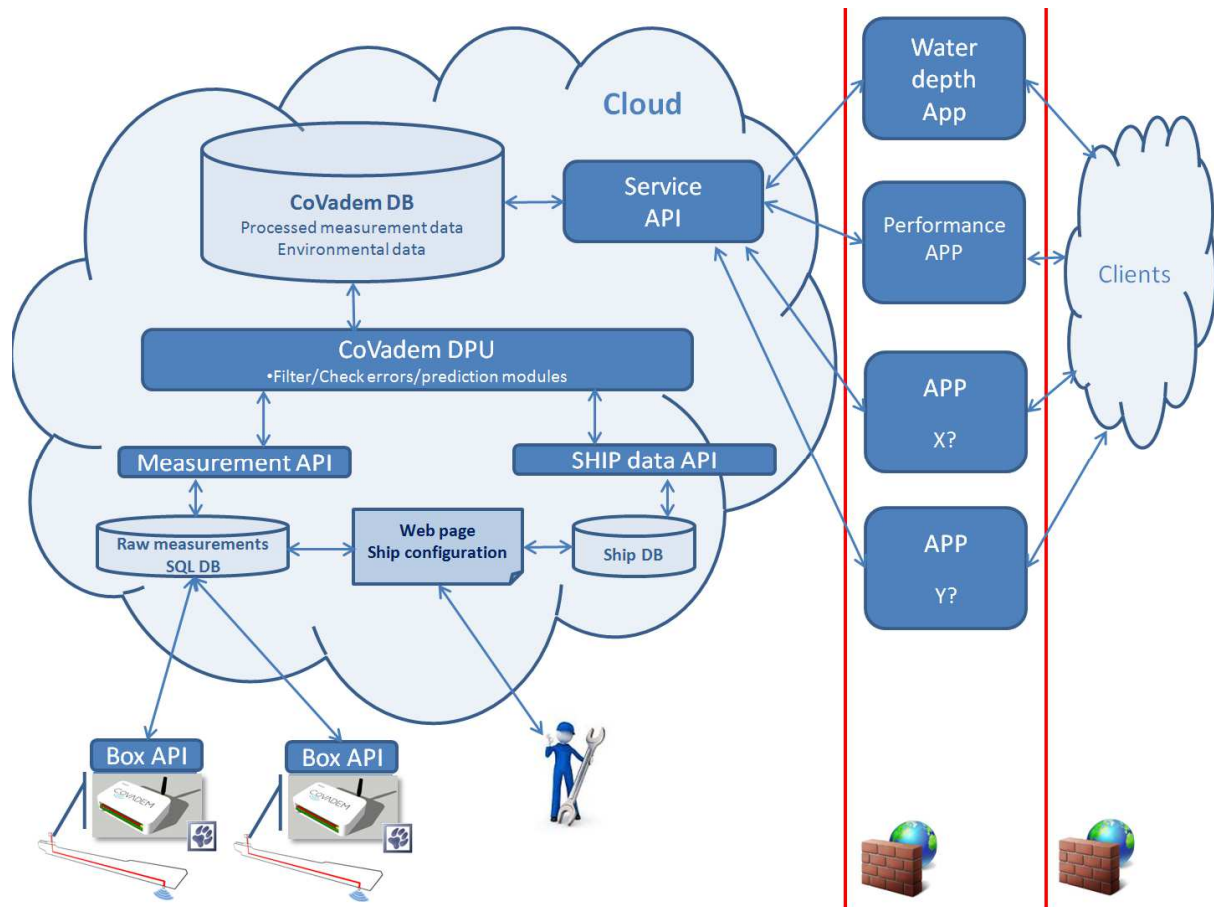 Cloud
CoVadem DB
Processed measurement data
Environmental data
Service
API
CoVadem DPU
•Filter/Check errors/prediction modules
Measurement API
SHIP data API
Raw measurements
SQL DB
Web page
Ship configuration
Ship DB
Box API
COVADEM
Box API
COVADEM
Water
depth
App
Performance
APP
APP
X?
APP
Y?
Clients